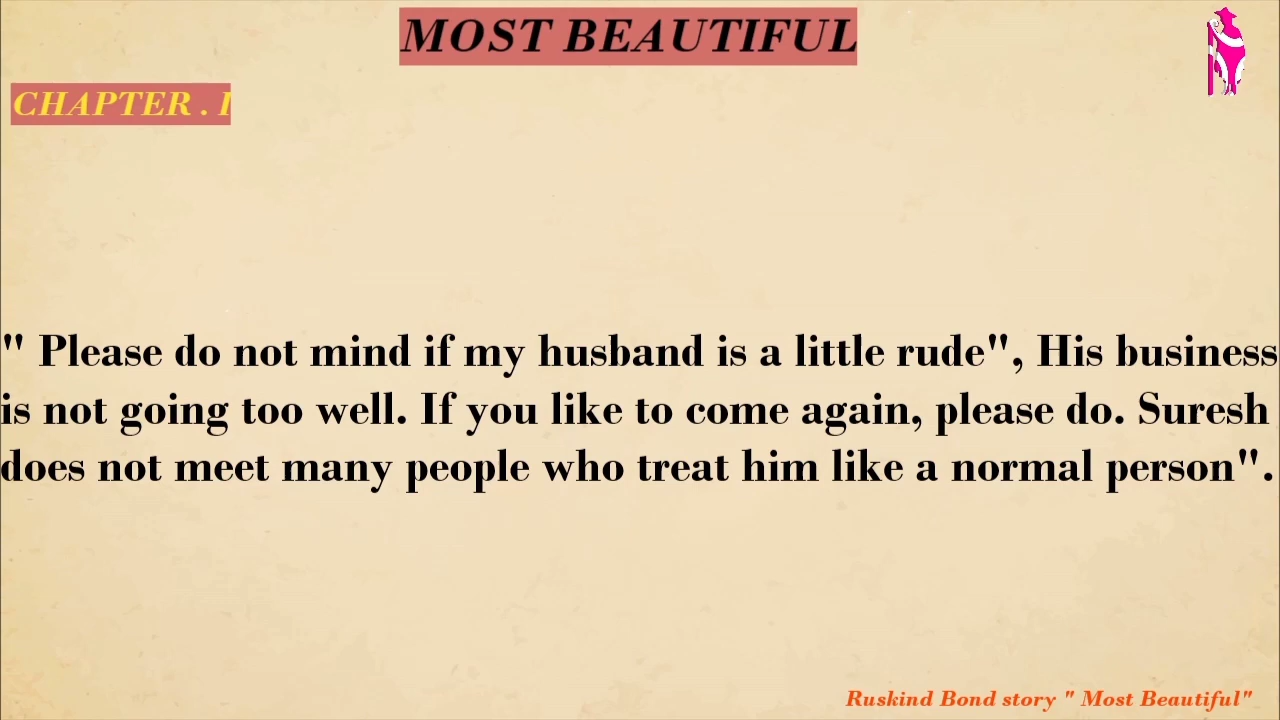 MOST BEAUTIFUL
CHAPTER . I
" Please do not mind if my husband is a little rude", His business
is not going too well. If you like to come again, please do. Suresh
does not meet many people who treat him like a normal person".
Ruskind Bond story " Most Beautiful"